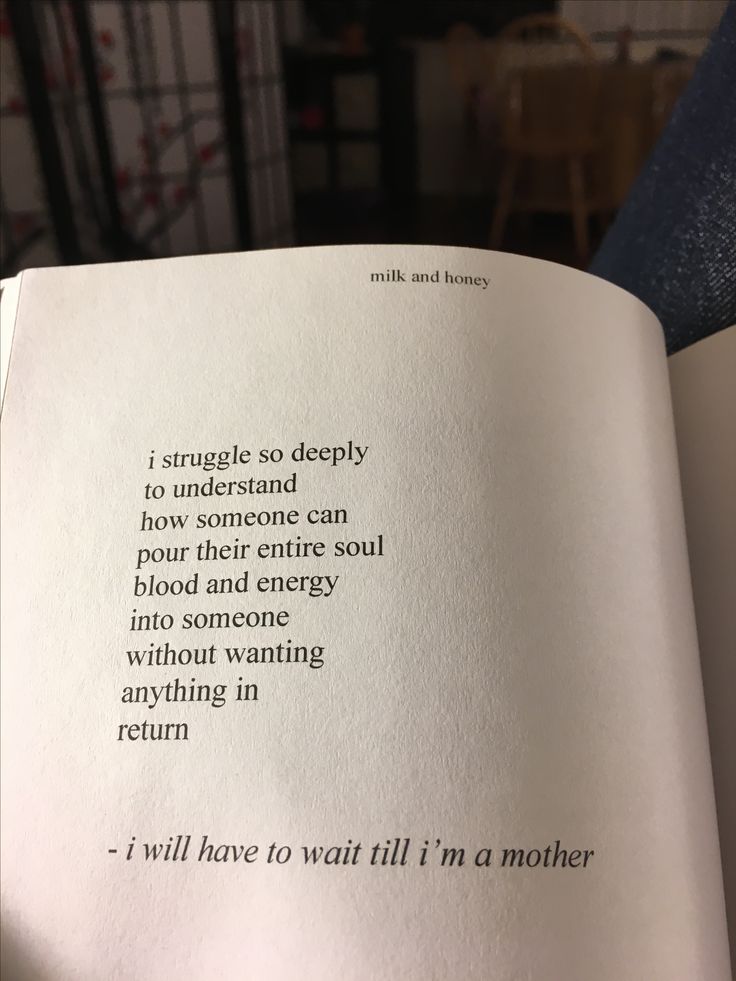 milk and honey
i struggle so deeply
to understand
how someone can
pour their entire soul
blood and energy
into someone
without wanting
anything in
return
- i will have to wait till i’m a mother